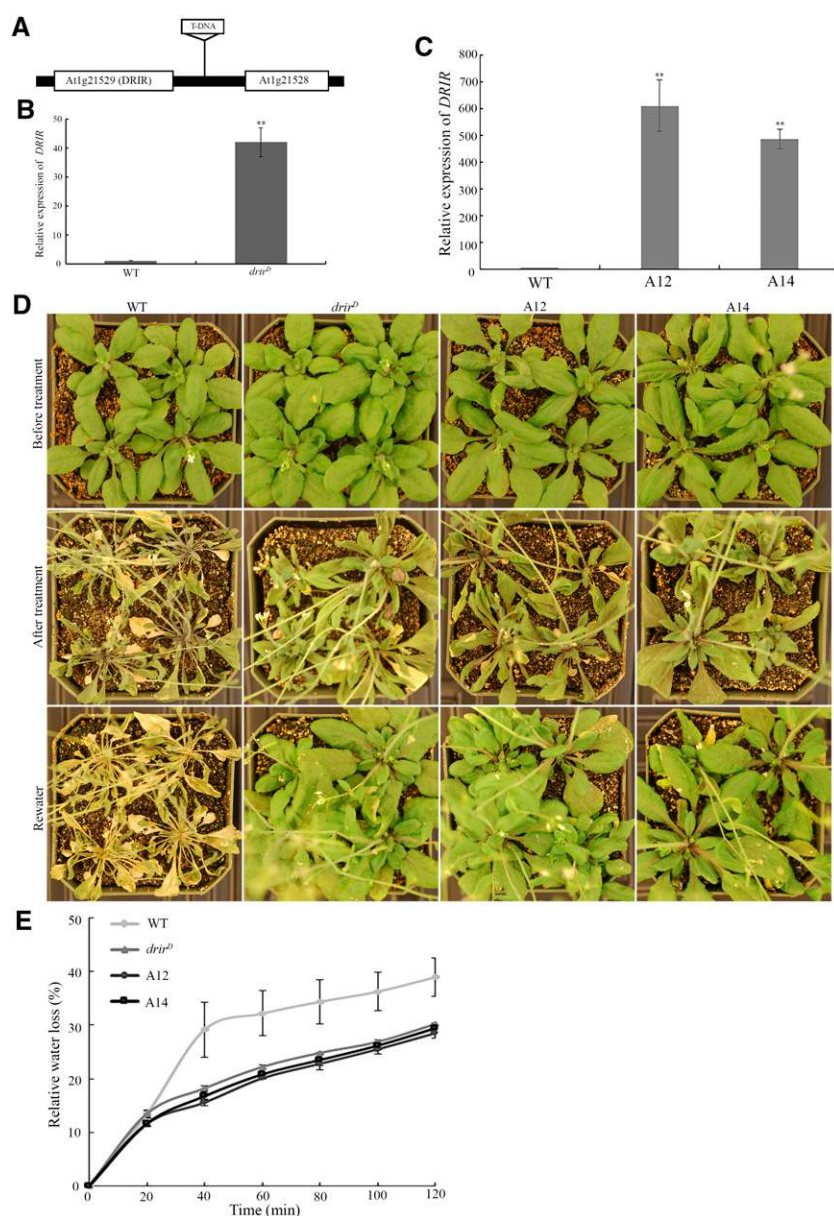 A
T-DNA
At1g21529 (DRIR)
At1g21528
B
Relative expression of DRIR
50
40
30
20
10
0
**
WT
drirᴰ
C
Relative expression of DRIR
800
700
600
500
400
300
200
100
0
**
**
WT
A12
A14
D
WT
drirᴰ
A12
A14
Before treatment
After treatment
Rewater
E
Relative water loss (%)
50
40
30
20
10
0
WT
drirᴰ
A12
A14
0
20
40
60
80
100
120
Time (min)